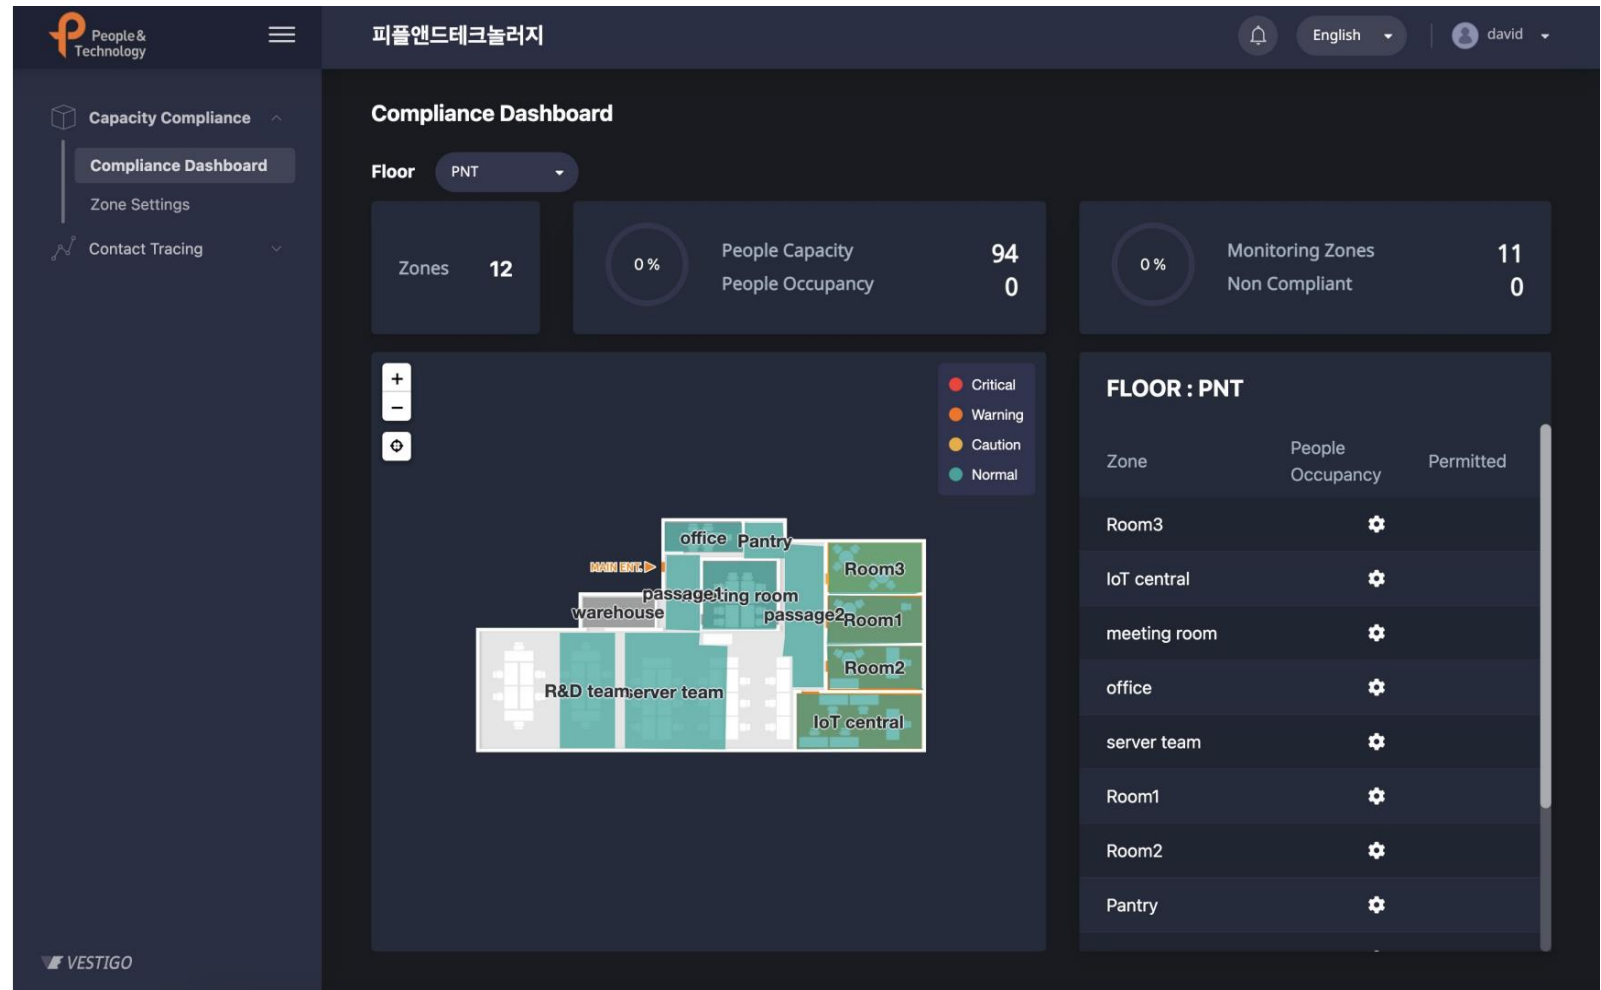 People &
Technology
피플앤드테크놀러지
English
david
Capacity Compliance
Compliance Dashboard
Zone Settings
Contact Tracing
VESTIGO
Compliance Dashboard
Floor
PNT
Zones 12
0 %
People Capacity 94
People Occupancy 0
0 %
Monitoring Zones 11
Non Compliant 0
+
−
Critical
Warning
Caution
Normal
office
Pantry
MAIN ENT.
Room3
passage1
ting room
warehouse
passage2
Room1
Room2
R&D team
server team
IoT central
FLOOR : PNT
Zone
People
Occupancy
Permitted
Room3
IoT central
meeting room
office
server team
Room1
Room2
Pantry